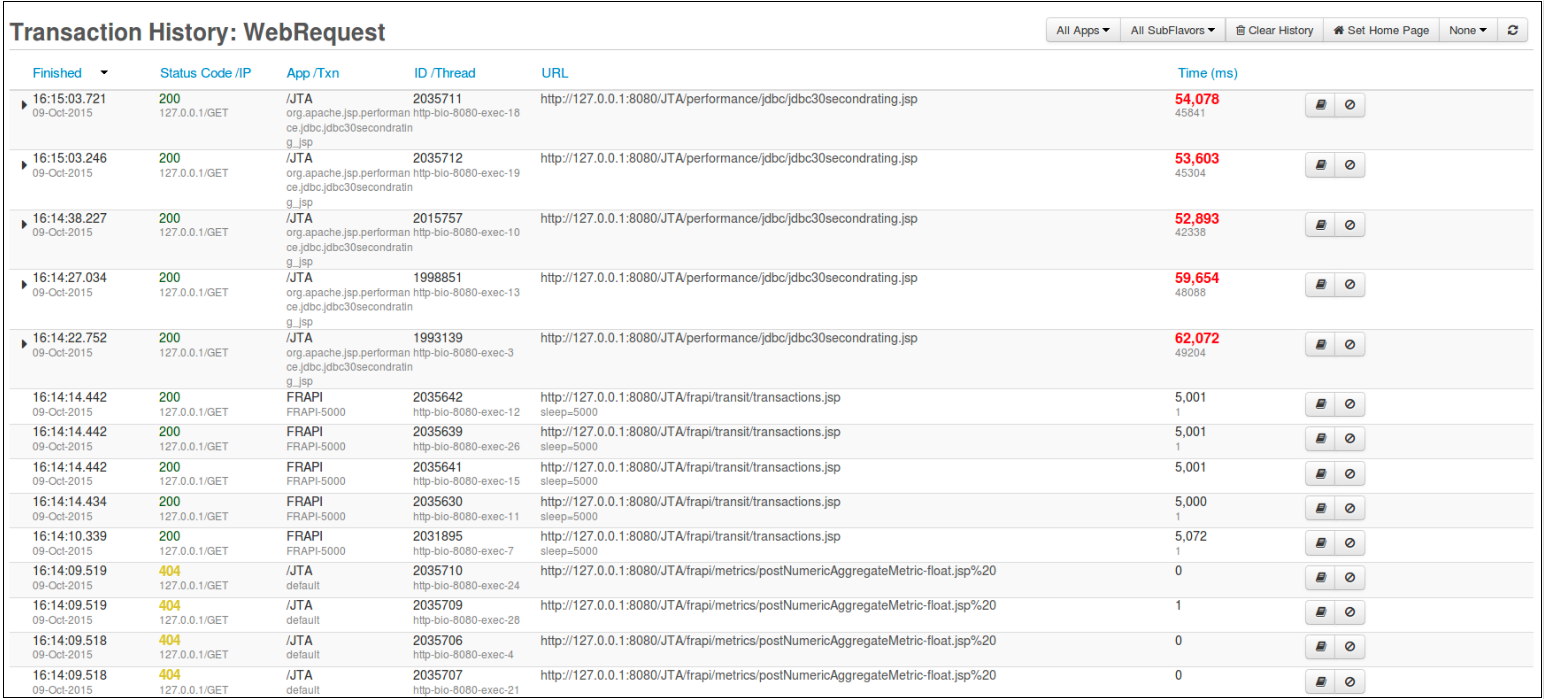 Transaction History: WebRequest
All Apps All SubFlavors Clear History Set Home Page None
Finished Status Code /IP App /Txn ID /Thread URL Time (ms)
16:15:03.721 200 /JTA 2035711 http://127.0.0.1:8080/JTA/performance/jdbc/jdbc30secondrating.jsp 54,078
09-Oct-2015 127.0.0.1/GET org.apache.jsp.performan http-bio-8080-exec-18 45841
ce.jdbc.jdbc30secondratin
g_jsp
16:15:03.246 200 /JTA 2035712 http://127.0.0.1:8080/JTA/performance/jdbc/jdbc30secondrating.jsp 53,603
09-Oct-2015 127.0.0.1/GET org.apache.jsp.performan http-bio-8080-exec-19 45304
ce.jdbc.jdbc30secondratin
g_jsp
16:14:38.227 200 /JTA 2015757 http://127.0.0.1:8080/JTA/performance/jdbc/jdbc30secondrating.jsp 52,893
09-Oct-2015 127.0.0.1/GET org.apache.jsp.performan http-bio-8080-exec-10 42338
ce.jdbc.jdbc30secondratin
g_jsp
16:14:27.034 200 /JTA 1998851 http://127.0.0.1:8080/JTA/performance/jdbc/jdbc30secondrating.jsp 59,654
09-Oct-2015 127.0.0.1/GET org.apache.jsp.performan http-bio-8080-exec-13 48088
ce.jdbc.jdbc30secondratin
g_jsp
16:14:22.752 200 /JTA 1993139 http://127.0.0.1:8080/JTA/performance/jdbc/jdbc30secondrating.jsp 62,072
09-Oct-2015 127.0.0.1/GET org.apache.jsp.performan http-bio-8080-exec-3 49204
ce.jdbc.jdbc30secondratin
g_jsp
16:14:14.442 200 FRAPI 2035642 http://127.0.0.1:8080/JTA/frapi/transit/transactions.jsp 5,001
09-Oct-2015 127.0.0.1/GET FRAPI-5000 http-bio-8080-exec-12 sleep=5000 1
16:14:14.442 200 FRAPI 2035639 http://127.0.0.1:8080/JTA/frapi/transit/transactions.jsp 5,001
09-Oct-2015 127.0.0.1/GET FRAPI-5000 http-bio-8080-exec-26 sleep=5000 1
16:14:14.442 200 FRAPI 2035641 http://127.0.0.1:8080/JTA/frapi/transit/transactions.jsp 5,001
09-Oct-2015 127.0.0.1/GET FRAPI-5000 http-bio-8080-exec-15 sleep=5000 1
16:14:14.434 200 FRAPI 2035630 http://127.0.0.1:8080/JTA/frapi/transit/transactions.jsp 5,000
09-Oct-2015 127.0.0.1/GET FRAPI-5000 http-bio-8080-exec-11 sleep=5000 1
16:14:10.339 200 FRAPI 2031895 http://127.0.0.1:8080/JTA/frapi/transit/transactions.jsp 5,072
09-Oct-2015 127.0.0.1/GET FRAPI-5000 http-bio-8080-exec-7 sleep=5000 1
16:14:09.519 404 /JTA 2035710 http://127.0.0.1:8080/JTA/frapi/metrics/postNumericAggregateMetric-float.jsp%20 0
09-Oct-2015 127.0.0.1/GET default http-bio-8080-exec-24
16:14:09.519 404 /JTA 2035709 http://127.0.0.1:8080/JTA/frapi/metrics/postNumericAggregateMetric-float.jsp%20 1
09-Oct-2015 127.0.0.1/GET default http-bio-8080-exec-28
16:14:09.518 404 /JTA 2035706 http://127.0.0.1:8080/JTA/frapi/metrics/postNumericAggregateMetric-float.jsp%20 0
09-Oct-2015 127.0.0.1/GET default http-bio-8080-exec-4
16:14:09.518 404 /JTA 2035707 http://127.0.0.1:8080/JTA/frapi/metrics/postNumericAggregateMetric-float.jsp%20 0
09-Oct-2015 127.0.0.1/GET default http-bio-8080-exec-21